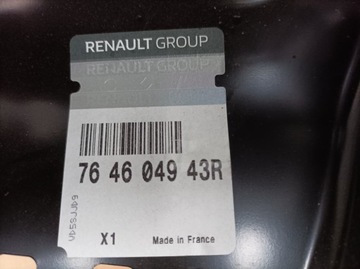 RENAULT GROUP
RENAULT GROUP
76 46 049 43R
X1
Made in France